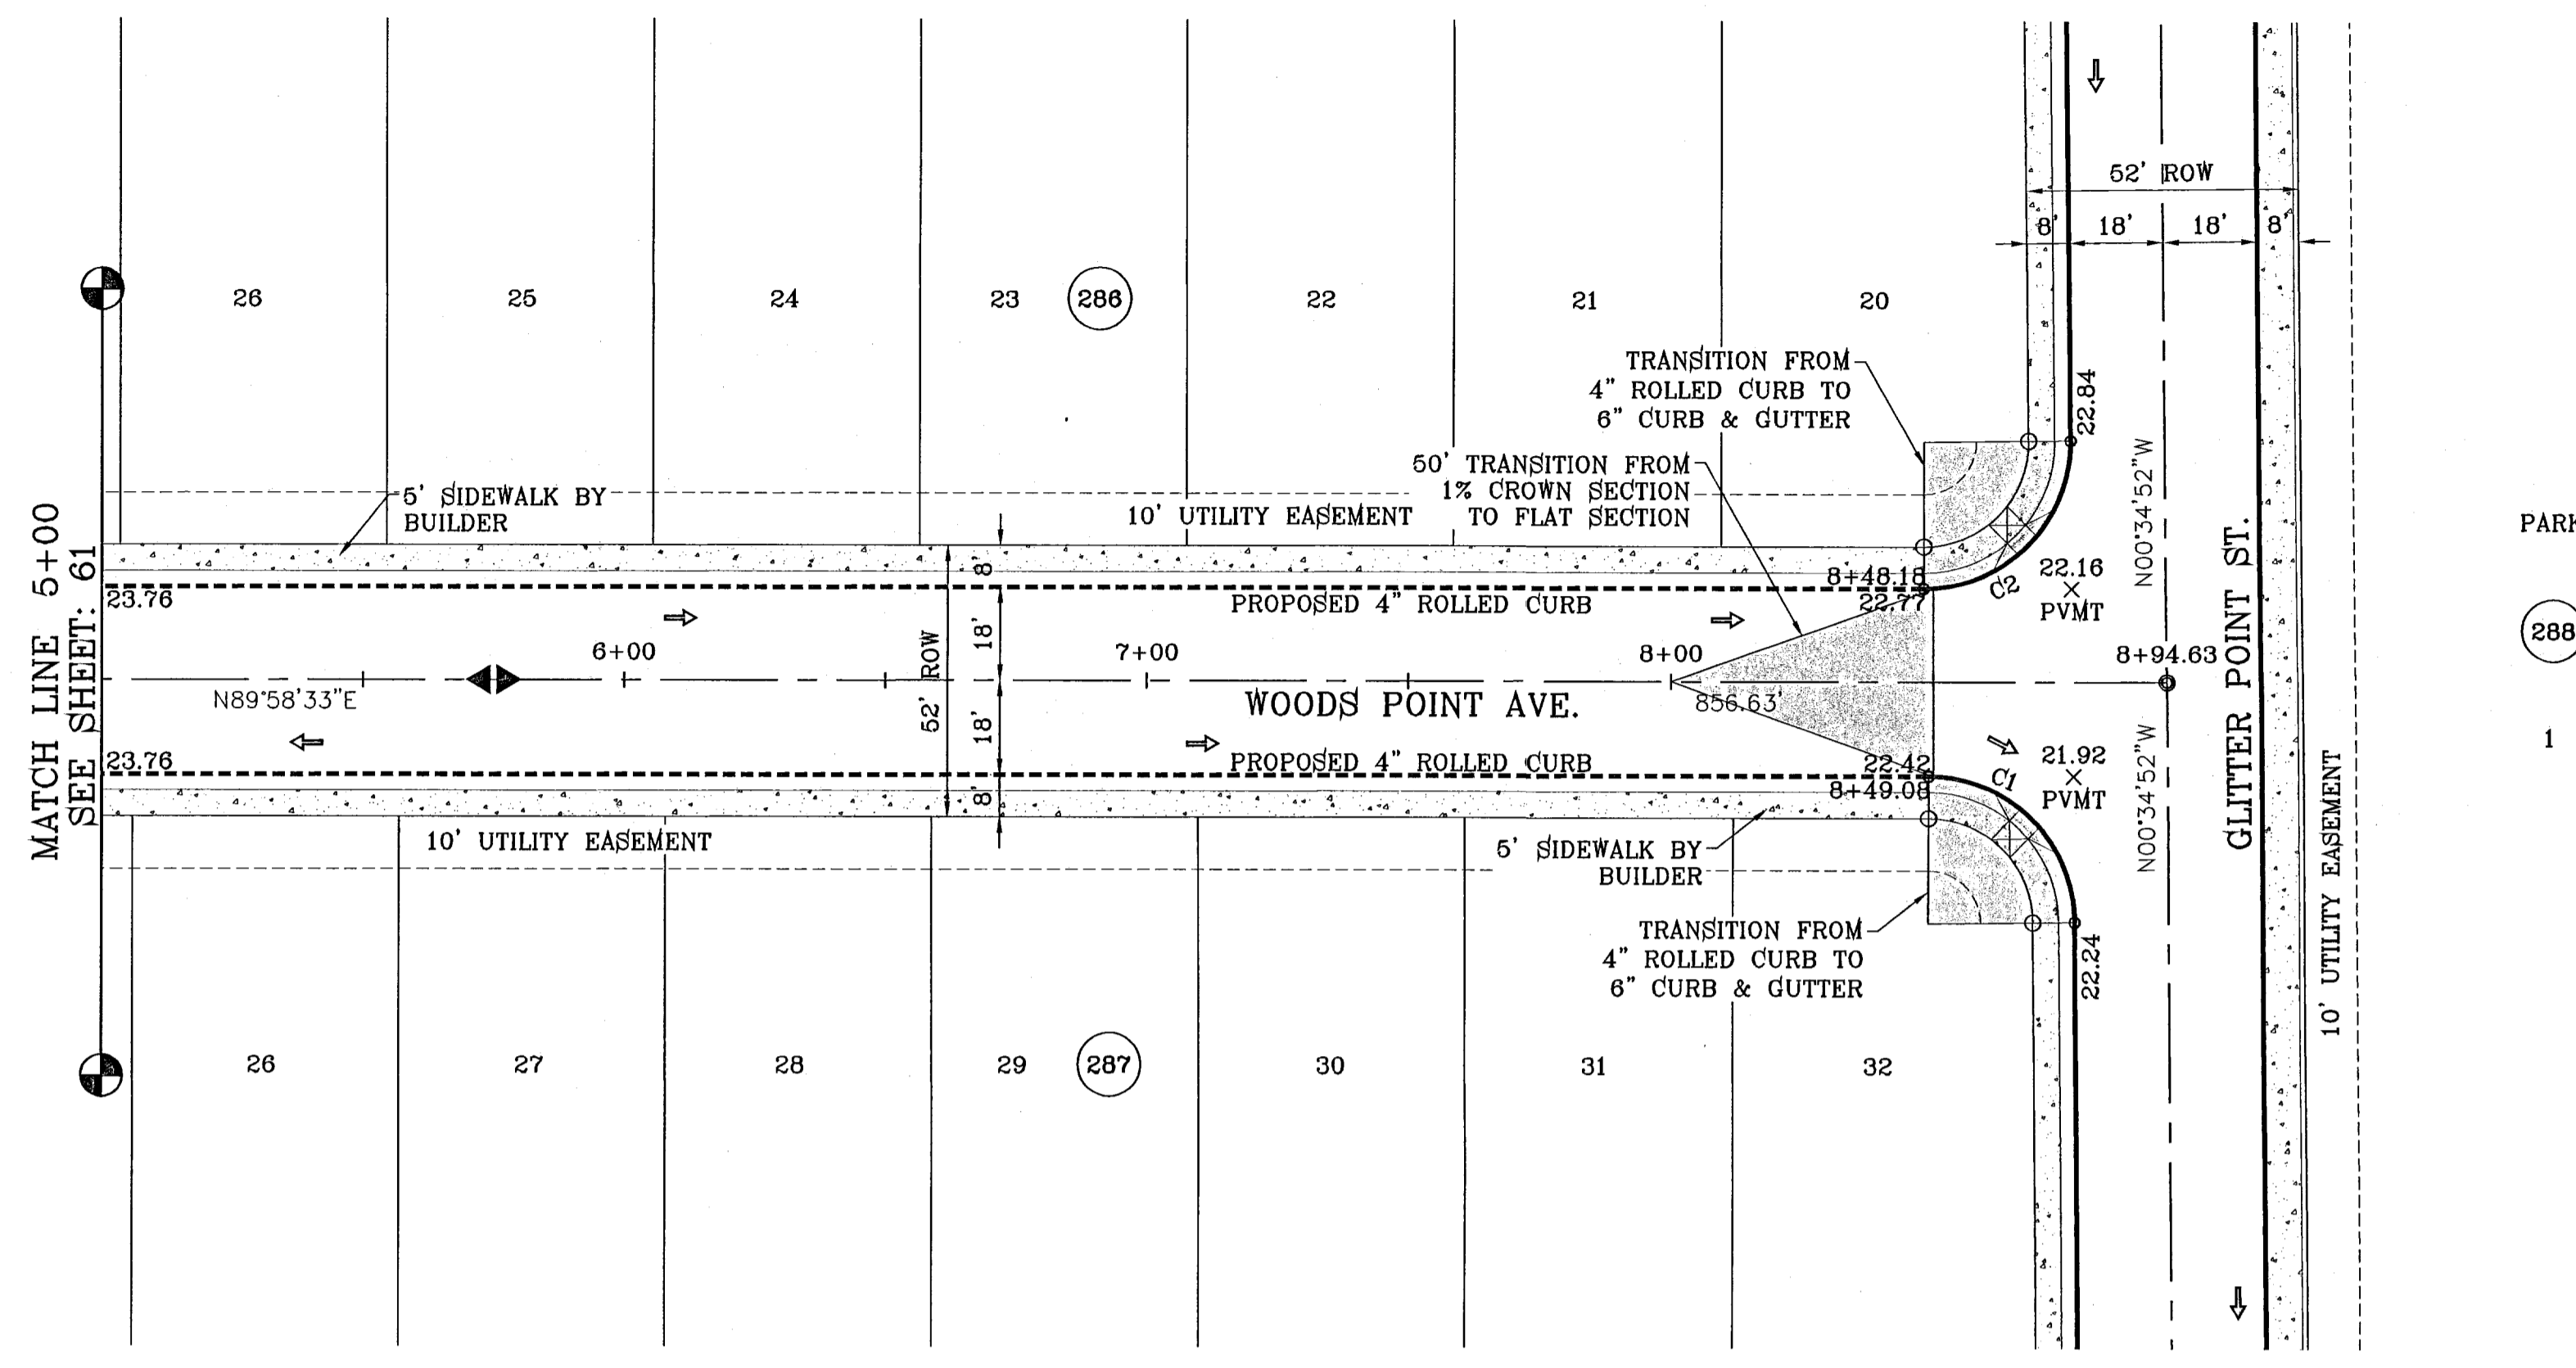 MATCH LINE 5+00
SEE SHEET: 61
26
25
24
23
286
22
21
20
52' ROW
8'
18'
18'
8'
TRANSITION FROM
4" ROLLED CURB TO
6" CURB & GUTTER
22.84
50' TRANSITION FROM
1% CROWN SECTION
TO FLAT SECTION
5' SIDEWALK BY
BUILDER
10' UTILITY EASEMENT
N00°34'52"W
8'
23.76
PROPOSED 4" ROLLED CURB
8+48.18
22.77
C2
22.16
PVMT
18'
52' ROW
18'
8'
6+00
7+00
8+00
8+94.63
N89°58'33"E
WOODS POINT AVE.
856.63'
GLITTER POINT ST.
PARK
288
1
23.76
PROPOSED 4" ROLLED CURB
22.42
8+49.08
C1
21.92
PVMT
N00°34'52"W
10' UTILITY EASEMENT
10' UTILITY EASEMENT
5' SIDEWALK BY
BUILDER
TRANSITION FROM
4" ROLLED CURB TO
6" CURB & GUTTER
22.24
26
27
28
29
287
30
31
32